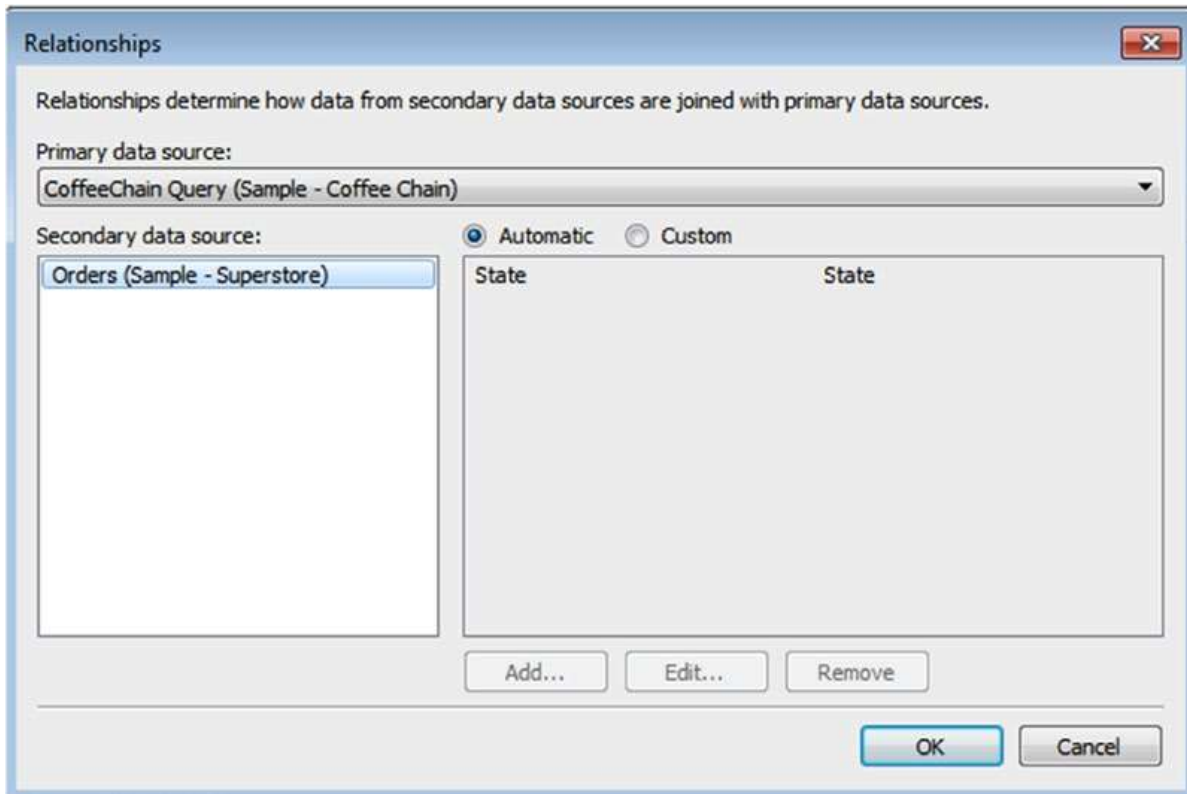 Relationships
Relationships determine how data from secondary data sources are joined with primary data sources.
Primary data source:
CoffeeChain Query (Sample - Coffee Chain)
Secondary data source:
Automatic Custom
Orders (Sample - Superstore)
State State
Add... Edit... Remove
OK Cancel